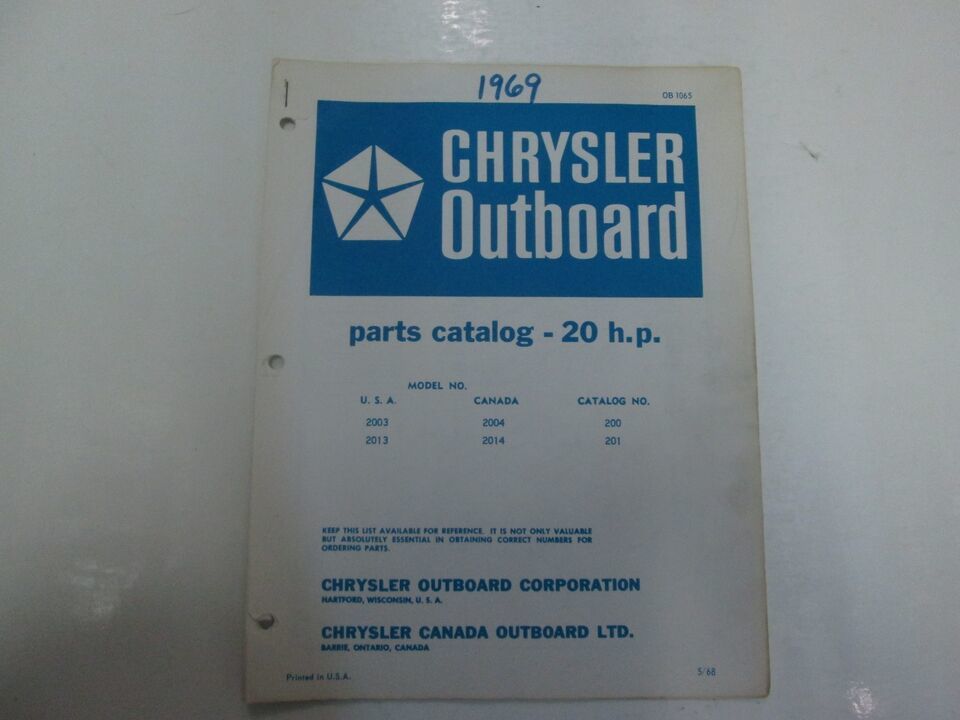 1969
OB 1065
CHRYSLER
Outboard
parts catalog - 20 h.p.
MODEL NO.
U. S. A. CANADA CATALOG NO.
2003 2004 200
2013 2014 201
KEEP THIS LIST AVAILABLE FOR REFERENCE. IT IS NOT ONLY VALUABLE
BUT ABSOLUTELY ESSENTIAL IN OBTAINING CORRECT NUMBERS FOR
ORDERING PARTS.
CHRYSLER OUTBOARD CORPORATION
HARTFORD, WISCONSIN, U. S. A.
CHRYSLER CANADA OUTBOARD LTD.
BARRIE, ONTARIO, CANADA
Printed in U.S.A.
5/68